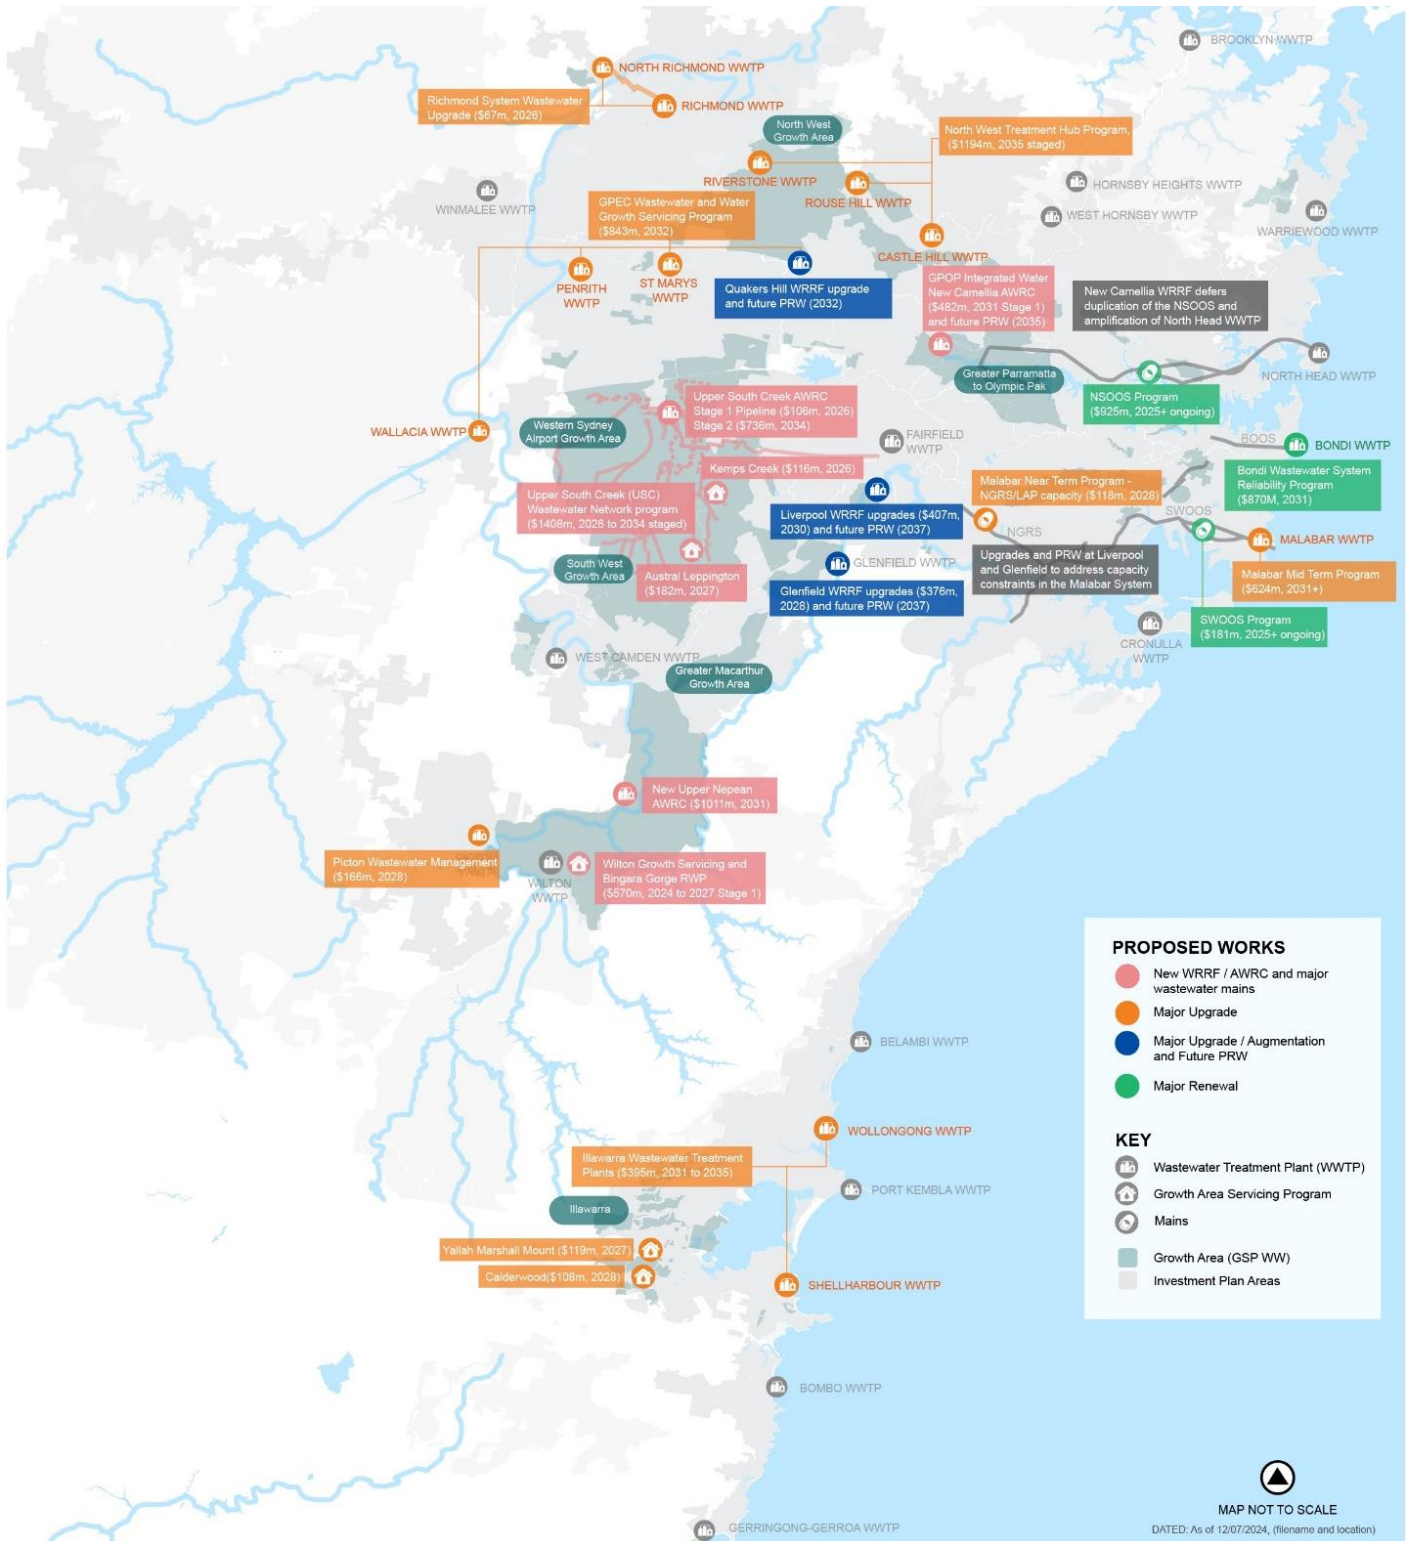 BROOKLYN WWTP
NORTH RICHMOND WWTP
Richmond System Wastewater
Upgrade ($67m, 2026)
RICHMOND WWTP
North West
Growth Area
North West Treatment Hub Program,
($1194m, 2035 staged)
RIVERSTONE WWTP
ROUSE HILL WWTP
HORNSBY HEIGHTS WWTP
WINMALEE WWTP
GPEC Wastewater and Water
Growth Servicing Program
($843m, 2032)
WEST HORNSBY WWTP
WARRIEWOOD WWTP
CASTLE HILL WWTP
PENRITH
WWTP
ST MARYS
WWTP
Quakers Hill WRRF upgrade
and future PRW (2032)
GPOP Integrated Water
New Camellia AWRC
($482m, 2031 Stage 1)
and future PRW (2035)
New Camellia WRRF defers
duplication of the NSOOS and
amplification of North Head WWTP
NORTH HEAD WWTP
Greater Parramatta
to Olympic Pak
NSOOS Program
($925m, 2025+ ongoing)
Upper South Creek AWRC
Stage 1 Pipeline ($106m, 2026)
Stage 2 ($736m, 2034)
WALLACIA WWTP
Western Sydney
Airport Growth Area
FAIRFIELD
WWTP
BOOS
BONDI WWTP
Kemps Creek ($116m, 2026)
Bondi Wastewater System
Reliability Program
($870M, 2031)
Malabar Near Term Program -
NGRS/LAP capacity ($118m, 2028)
Upper South Creek (USC)
Wastewater Network program
($1408m, 2026 to 2034 staged)
Liverpool WRRF upgrades ($407m,
2030) and future PRW (2037)
SWOOS
NGRS
MALABAR WWTP
South West
Growth Area
Austral Leppington
($182m, 2027)
GLENFIELD WWTP
Glenfield WRRF upgrades ($376m,
2028) and future PRW (2037)
Upgrades and PRW at Liverpool
and Glenfield to address capacity
constraints in the Malabar System
Malabar Mid Term Program
($624m, 2031+)
SWOOS Program
($181m, 2025+ ongoing)
CRONULLA
WWTP
WEST CAMDEN WWTP
Greater Macarthur
Growth Area
New Upper Nepean
AWRC ($1011m, 2031)
Picton Wastewater Management
($166m, 2028)
WILTON
WWTP
Wilton Growth Servicing and
Bingara Gorge RWP
($570m, 2024 to 2027 Stage 1)
PROPOSED WORKS
New WRRF / AWRC and major
wastewater mains
Major Upgrade
Major Upgrade / Augmentation
and Future PRW
Major Renewal
KEY
Wastewater Treatment Plant (WWTP)
Growth Area Servicing Program
Mains
Growth Area (GSP WW)
Investment Plan Areas
BELAMBI WWTP
WOLLONGONG WWTP
Illawarra Wastewater Treatment
Plants ($395m, 2031 to 2035)
PORT KEMBLA WWTP
Illawarra
Yallah Marshall Mount ($119m, 2027)
Calderwood($108m, 2028)
SHELLHARBOUR WWTP
BOMBO WWTP
GERRINGONG-GERROA WWTP
MAP NOT TO SCALE
DATED: As of 12/07/2024, (filename and location)